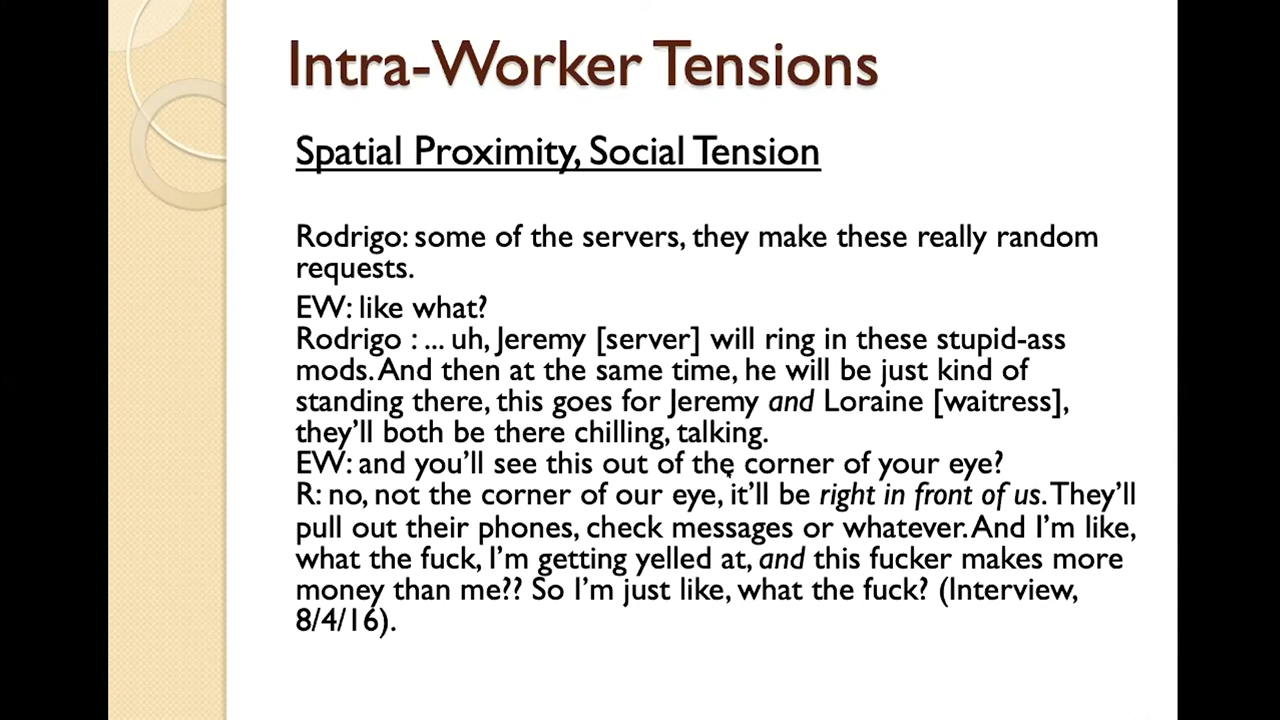 Intra-Worker Tensions
Spatial Proximity, Social Tension
Rodrigo: some of the servers, they make these really random
requests.
EW: like what?
Rodrigo : ... uh, Jeremy [server] will ring in these stupid-ass
mods. And then at the same time, he will be just kind of
standing there, this goes for Jeremy and Loraine [waitress],
they'll both be there chilling, talking.
EW: and you'll see this out of the corner of your eye?
R: no, not the corner of our eye, it'll be right in front of us. They'll
pull out their phones, check messages or whatever. And I'm like,
what the fuck, I'm getting yelled at, and this fucker makes more
money than me?? So I'm just like, what the fuck? (Interview,
8/4/16).